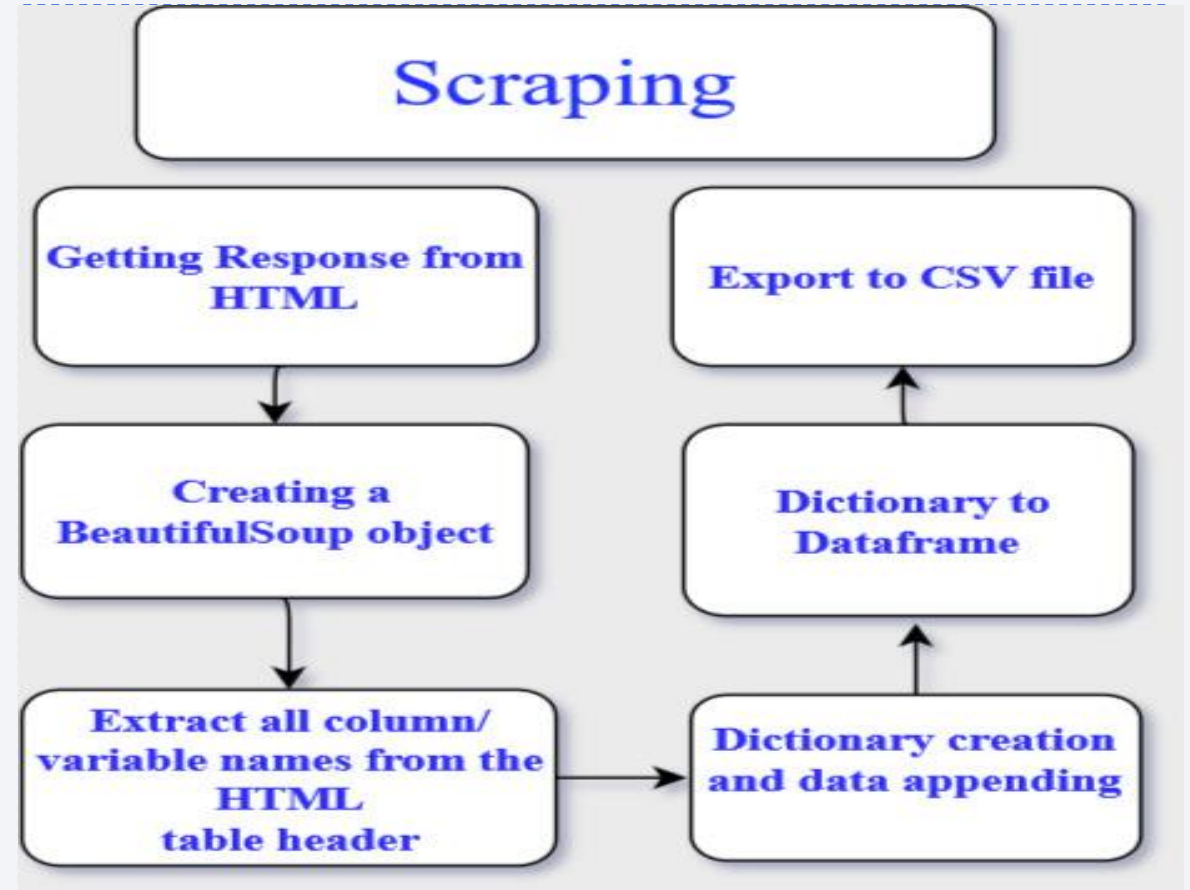 Scraping
Getting Response from
HTML
Creating a
BeautifulSoup object
Extract all column/
variable names from the
HTML
table header
Dictionary creation
and data appending
Dictionary to
Dataframe
Export to CSV file